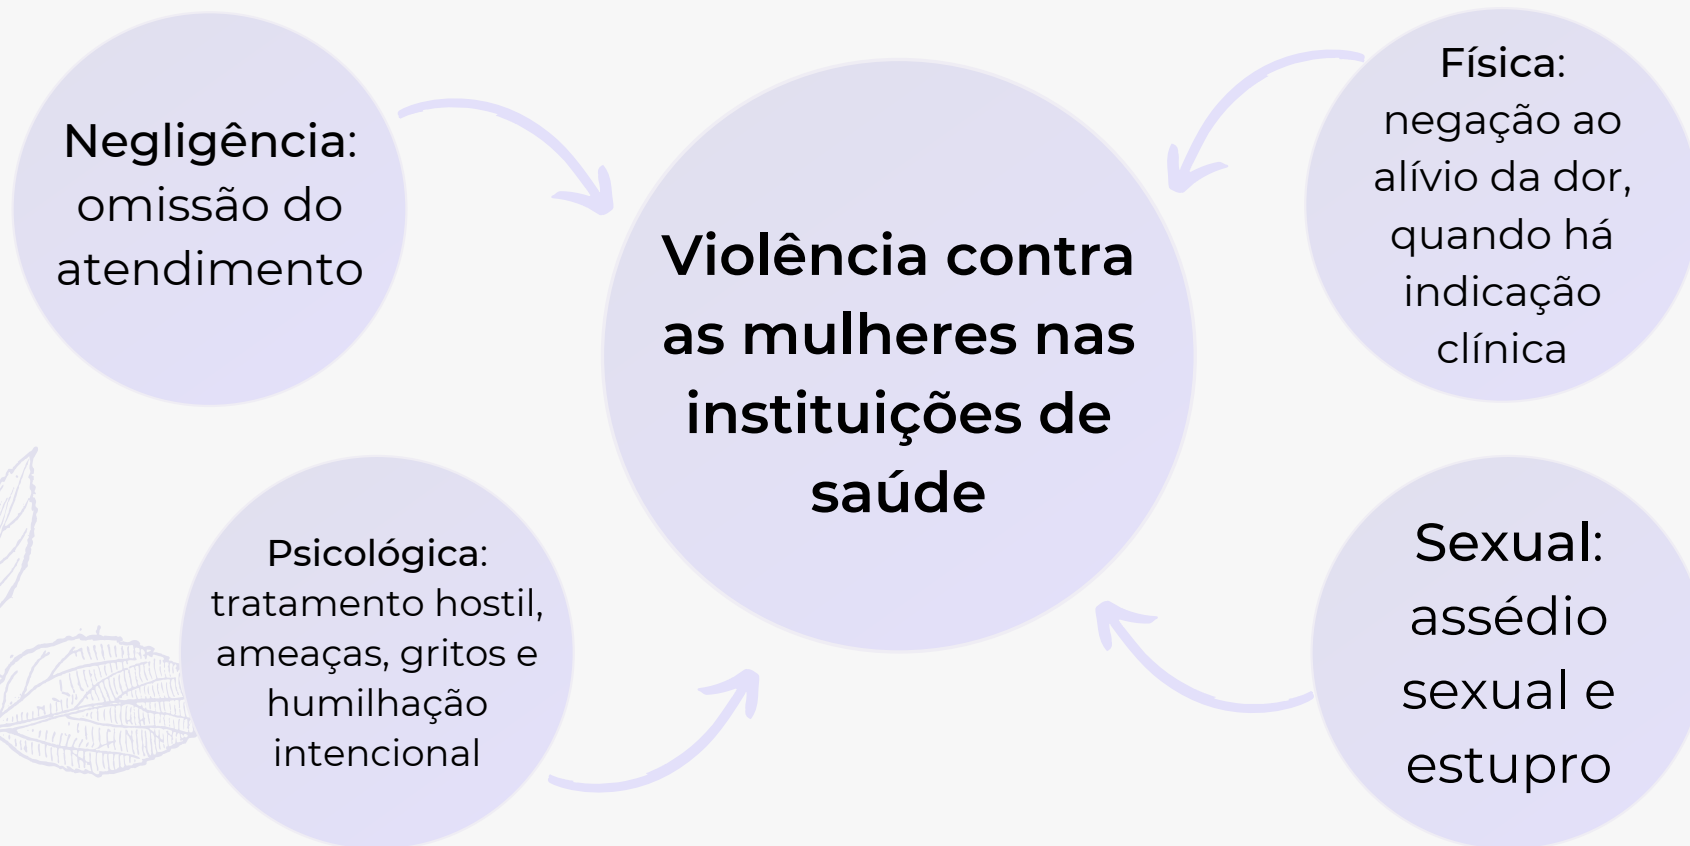 Negligência:
omissão do
atendimento
Violência contra
as mulheres nas
instituições de
saúde
Física:
negação ao
alívio da dor,
quando há
indicação
clínica
Psicológica:
tratamento hostil,
ameaças, gritos e
humilhação
intencional
Sexual:
assédio
sexual e
estupro